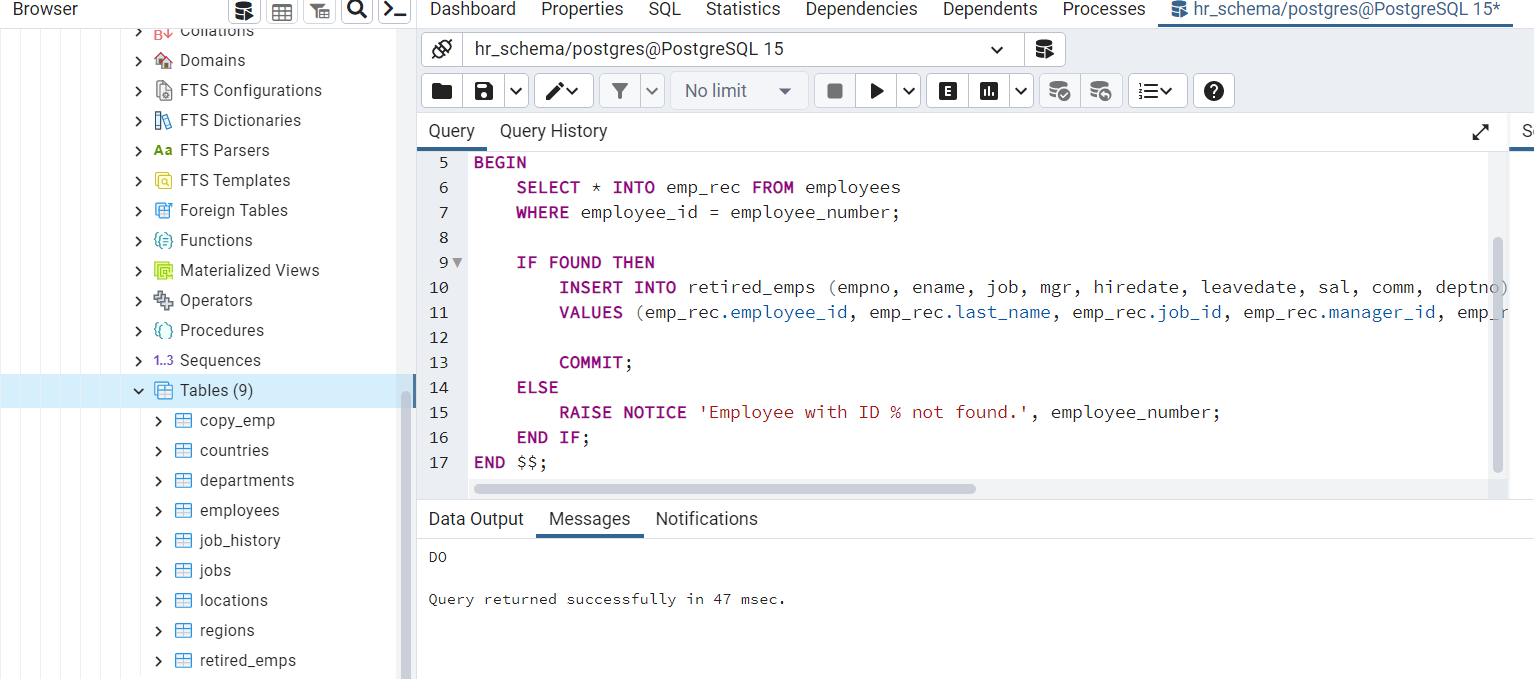 Browser
Collations
Domains
FTS Configurations
FTS Dictionaries
Aa FTS Parsers
FTS Templates
Foreign Tables
Functions
Materialized Views
Operators
Procedures
1..3 Sequences
Tables (9)
copy_emp
countries
departments
employees
job_history
jobs
locations
regions
retired_emps
Dashboard Properties SQL Statistics Dependencies Dependents Processes hr_schema/postgres@PostgreSQL 15*
hr_schema/postgres@PostgreSQL 15
No limit E
Query Query History
5 BEGIN
6 SELECT * INTO emp_rec FROM employees
7 WHERE employee_id = employee_number;
8
9 IF FOUND THEN
10 INSERT INTO retired_emps (empno, ename, job, mgr, hiredate, leavedate, sal, comm, deptno)
11 VALUES (emp_rec.employee_id, emp_rec.last_name, emp_rec.job_id, emp_rec.manager_id,
12
13 COMMIT;
14 ELSE
15 RAISE NOTICE 'Employee with ID % not found.', employee_number;
16 END IF;
17 END $$;
Data Output Messages Notifications
DO
Query returned successfully in 47 msec.